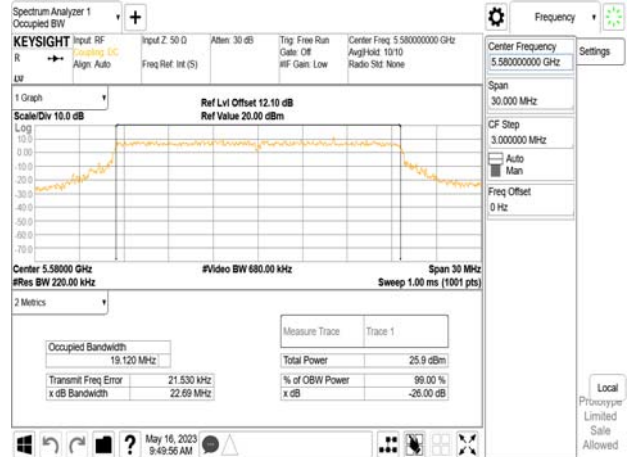 Spectrum Analyzer 1
Occupied BW
Frequency
KEYSIGHT
R
Input: RF
Coupling: DC
Align: Auto
Input Z: 50 Ω
Freq Ref: Int (S)
Atten: 30 dB
Trig: Free Run
Gate: Off
#IF Gain: Low
Center Freq: 5.580000000 GHz
Avg|Hold: 10/10
Radio Std: None
Center Frequency
5.580000000 GHz
Settings
Span
30.000 MHz
CF Step
3.000000 MHz
Auto
Man
Freq Offset
0 Hz
1 Graph
Scale/Div 10.0 dB
Ref Lvl Offset 12.10 dB
Ref Value 20.00 dBm
Log
10.0
0.00
-10.0
-20.0
-30.0
-40.0
-50.0
-60.0
-70.0
Center 5.58000 GHz
#Res BW 220.00 kHz
#Video BW 680.00 kHz
Span 30 MHz
Sweep 1.00 ms (1001 pts)
2 Metrics
Measure Trace Trace 1
Occupied Bandwidth
19.120 MHz
Total Power 25.9 dBm
Transmit Freq Error 21.530 kHz
% of OBW Power 99.00 %
x dB Bandwidth 22.69 MHz
x dB -26.00 dB
Local
Prototype
Limited
Sale
Allowed
May 16, 2023
9:49:56 AM
?